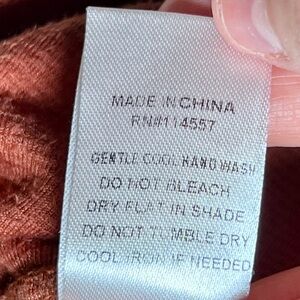 MADE IN CHINA
RN#114557
GENTLE COOL HAND WASH
DO NOT BLEACH
DRY FLAT IN SHADE
DO NOT TUMBLE DRY
COOL IRON IF NEEDED